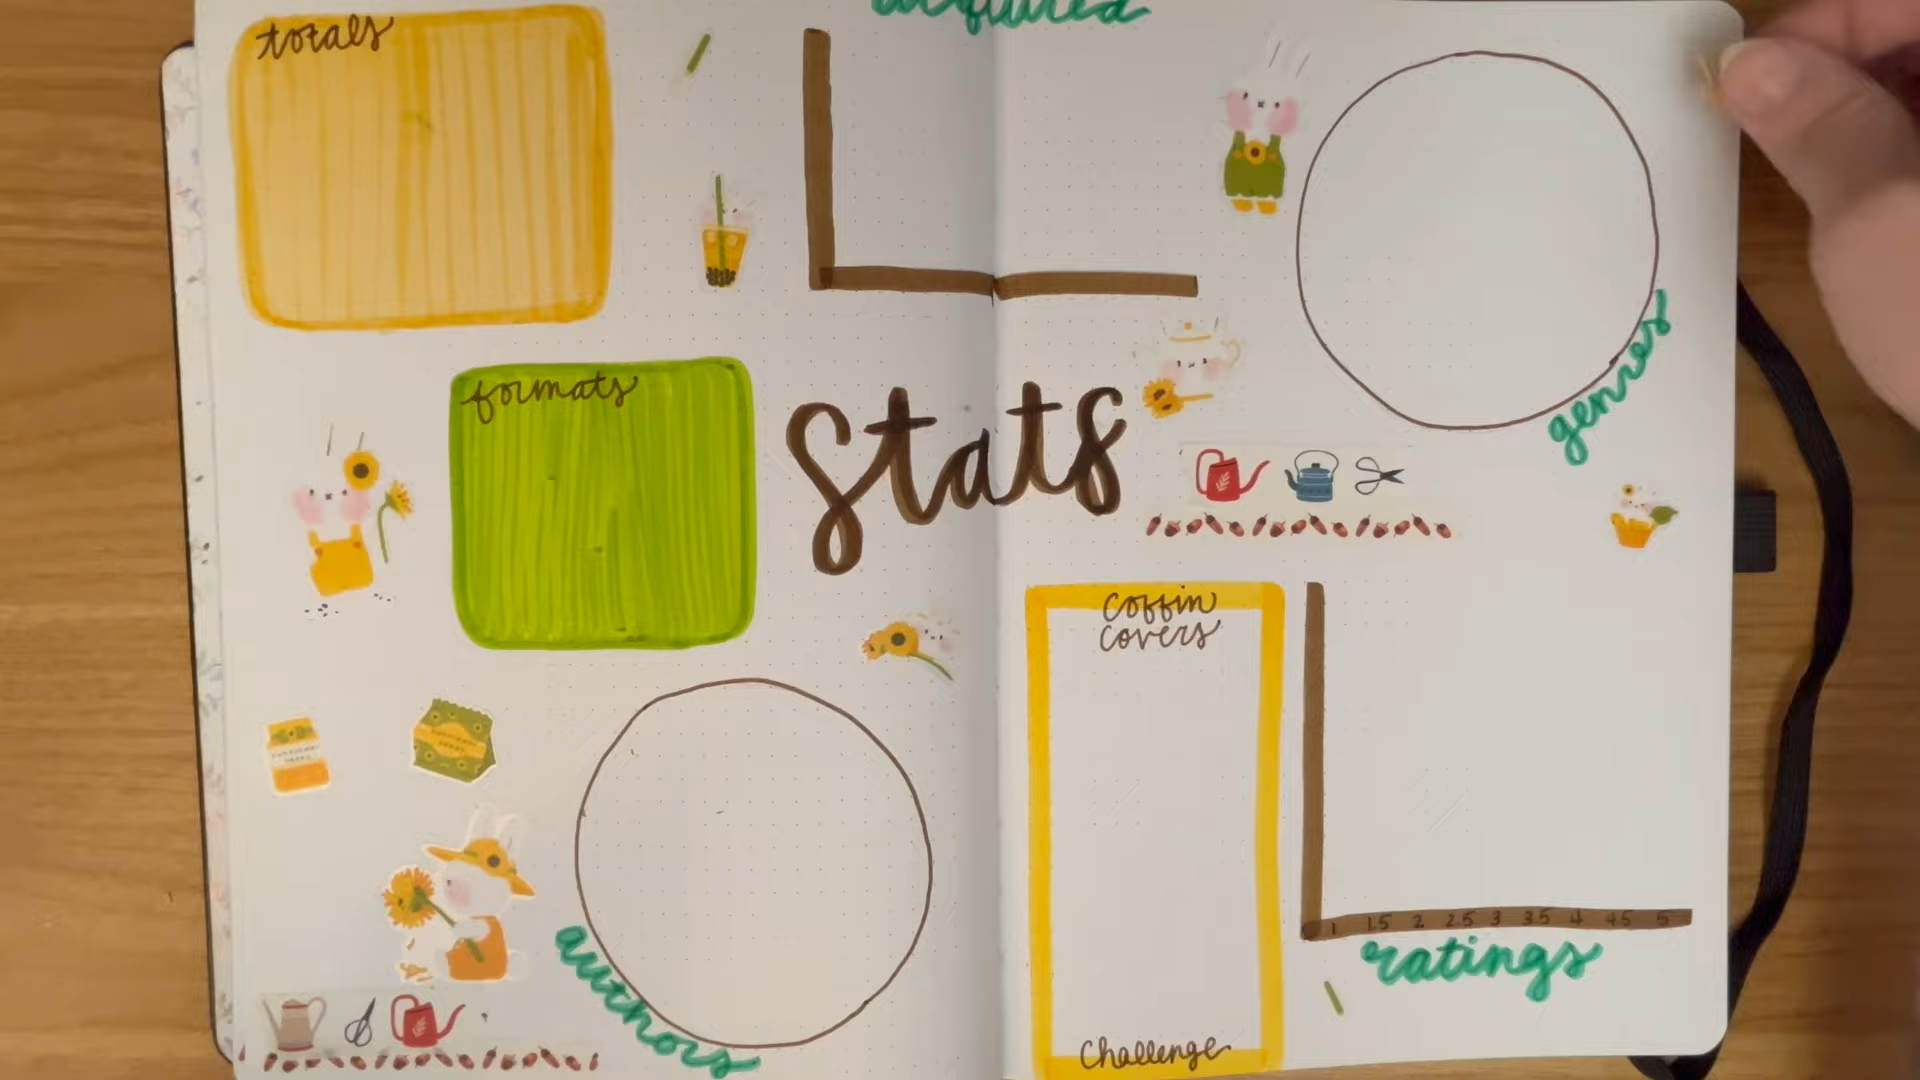 totals
acquired
formats
stats
genres
coffin
covers
authors
1 1.5 2 2.5 3 3.5 4 4.5 5
ratings
Challenge